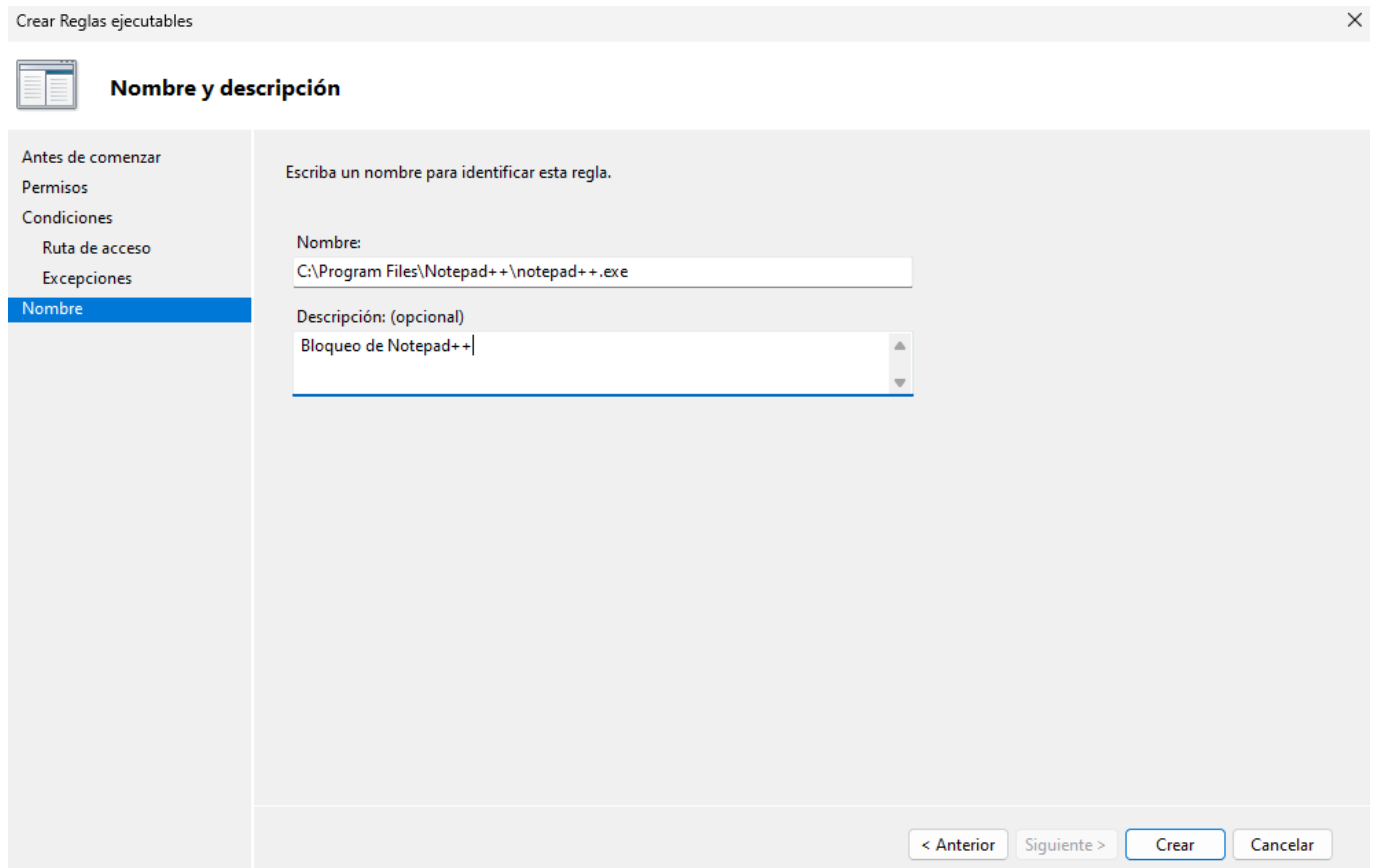 Crear Reglas ejecutables
Nombre y descripción
Antes de comenzar
Permisos
Condiciones
Ruta de acceso
Excepciones
Nombre
Escriba un nombre para identificar esta regla.
Nombre:
C:\Program Files\Notepad++\notepad++.exe
Descripción: (opcional)
Bloqueo de Notepad++
< Anterior Siguiente > Crear Cancelar